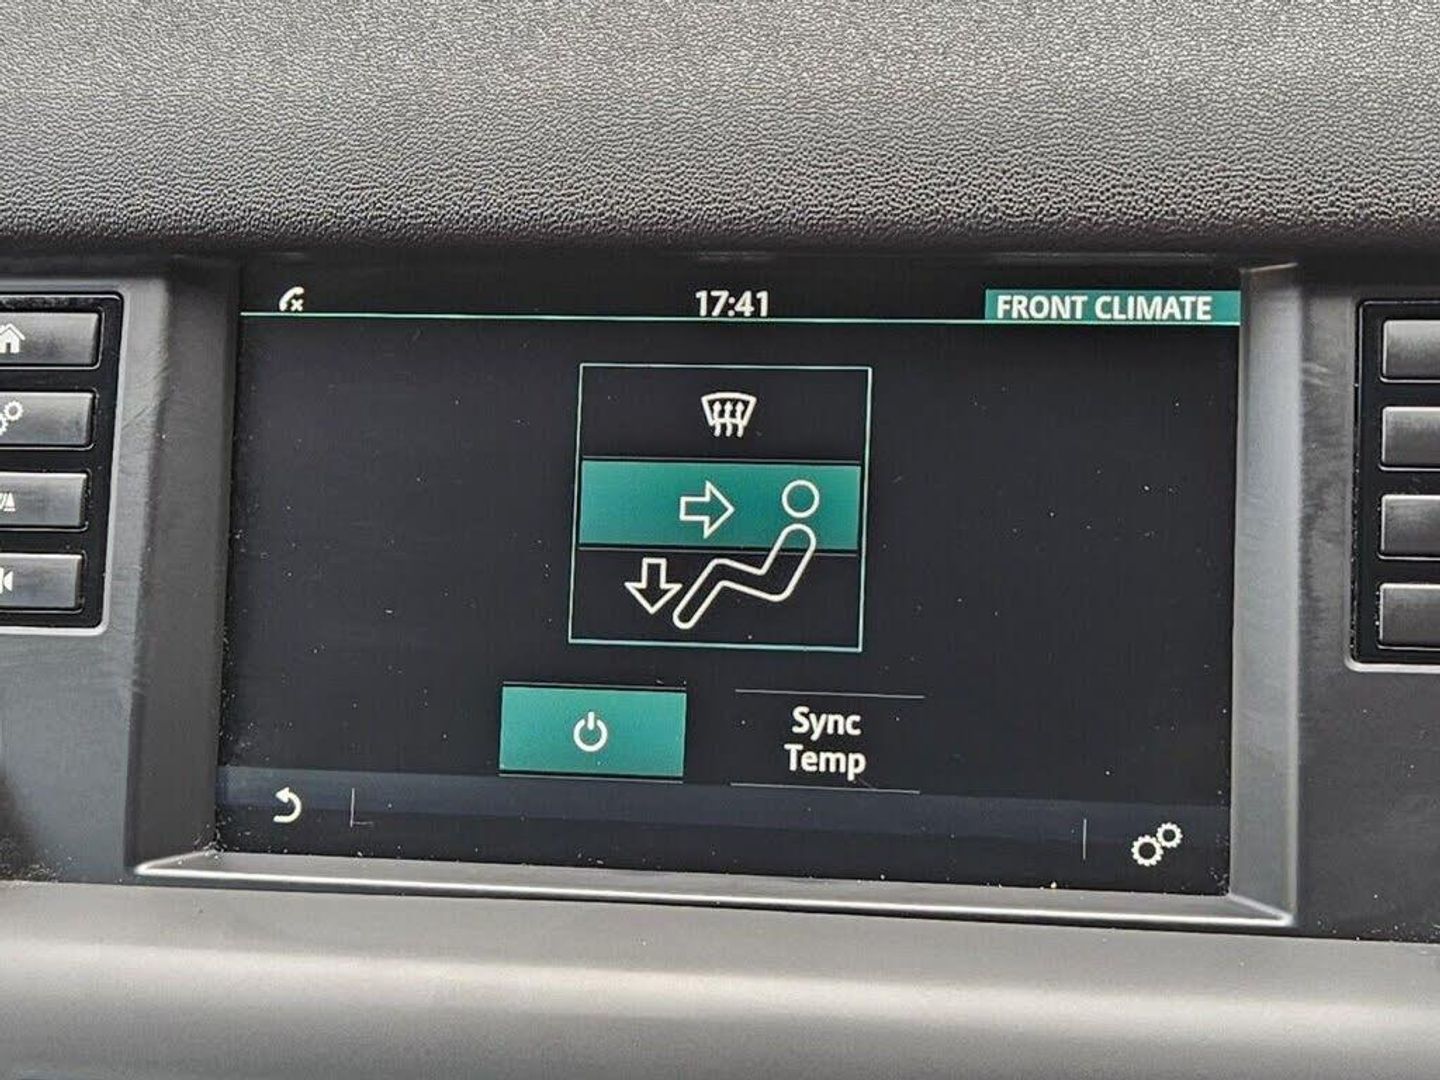 17:41
FRONT CLIMATE
Sync
Temp